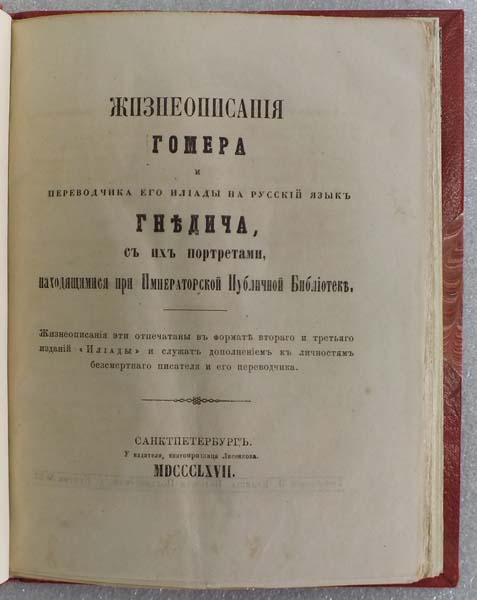 ЖИЗНЕОПИСАНІЯ
ГОМЕРА
И
ПЕРЕВОДЧИКА ЕГО ИЛІАДЫ НА РУССКІЙ ЯЗЫКЪ
ГНѢДИЧА,
СЪ ИХЪ ПОРТРЕТАМИ,
находящимися при Императорской Публичной Библіотекѣ.
Жизнеописанія эти отпечатаны въ форматѣ втораго и третьяго
изданій «Иліады» и служатъ дополненіемъ къ личностямъ
безсмертнаго писателя и его переводчика.
САНКТПЕТЕРБУРГЪ.
У издателя, книгопродавца Лисенкова.
MDCCCLXVII.